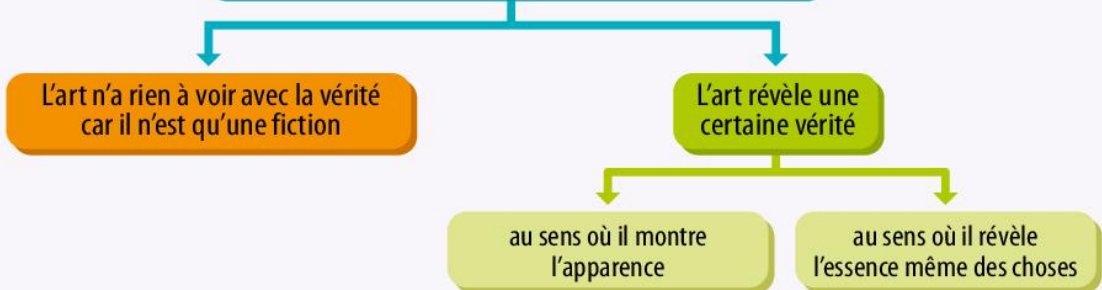 L'art n'a rien à voir avec la vérité
car il n'est qu'une fiction
L'art révèle une
certaine vérité
au sens où il montre
l'apparence
au sens où il révèle
l'essence même des choses